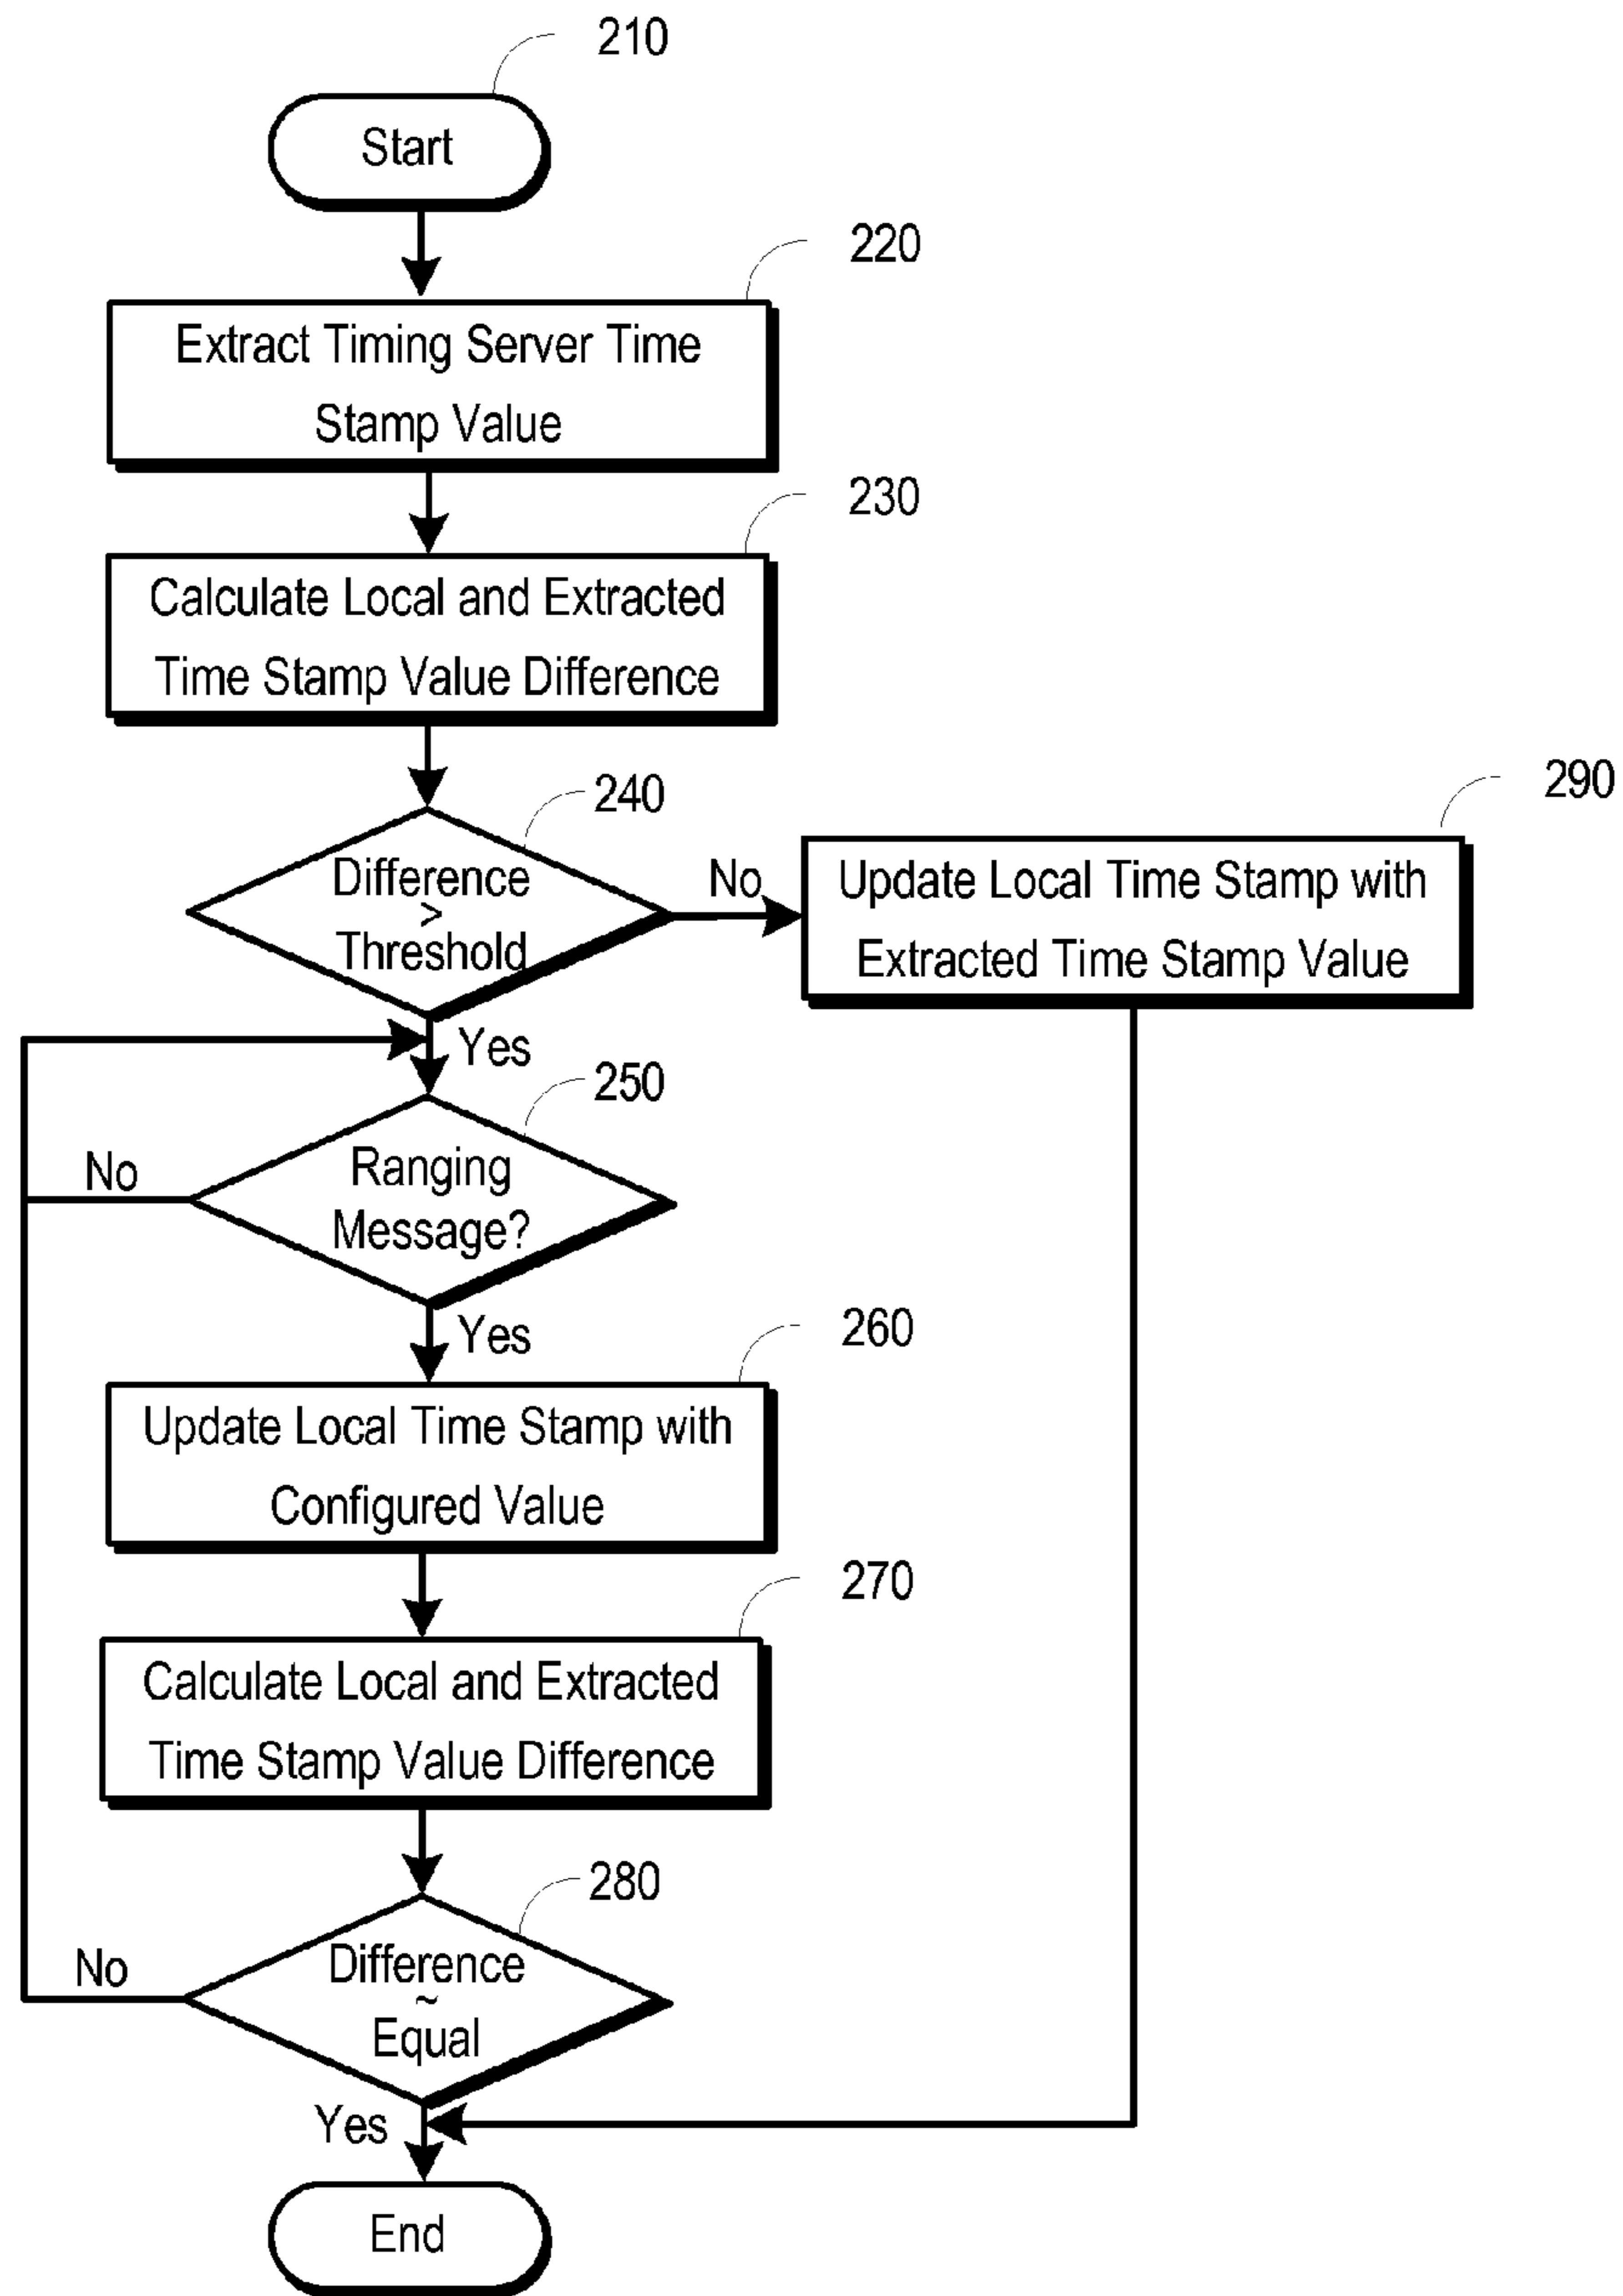 210
Start
220
Extract Timing Server Time
Stamp Value
230
Calculate Local and Extracted
Time Stamp Value Difference
240
Difference
>
Threshold
No
290
Update Local Time Stamp with
Extracted Time Stamp Value
Yes
250
Ranging
Message?
No
Yes
260
Update Local Time Stamp with
Configured Value
270
Calculate Local and Extracted
Time Stamp Value Difference
280
Difference
~
Equal
No
Yes
End